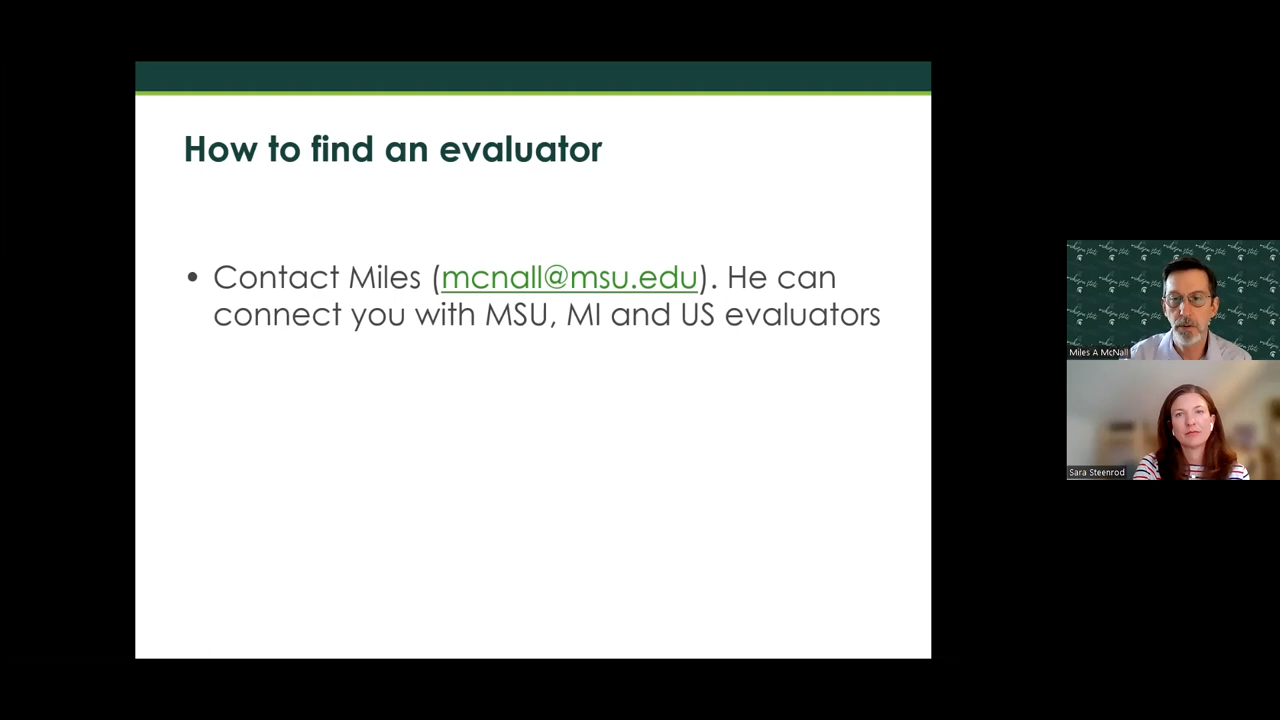 How to find an evaluator
• Contact Miles (mcnall@msu.edu). He can
connect you with MSU, MI and US evaluators
Miles A McNall
Sara Steenrod